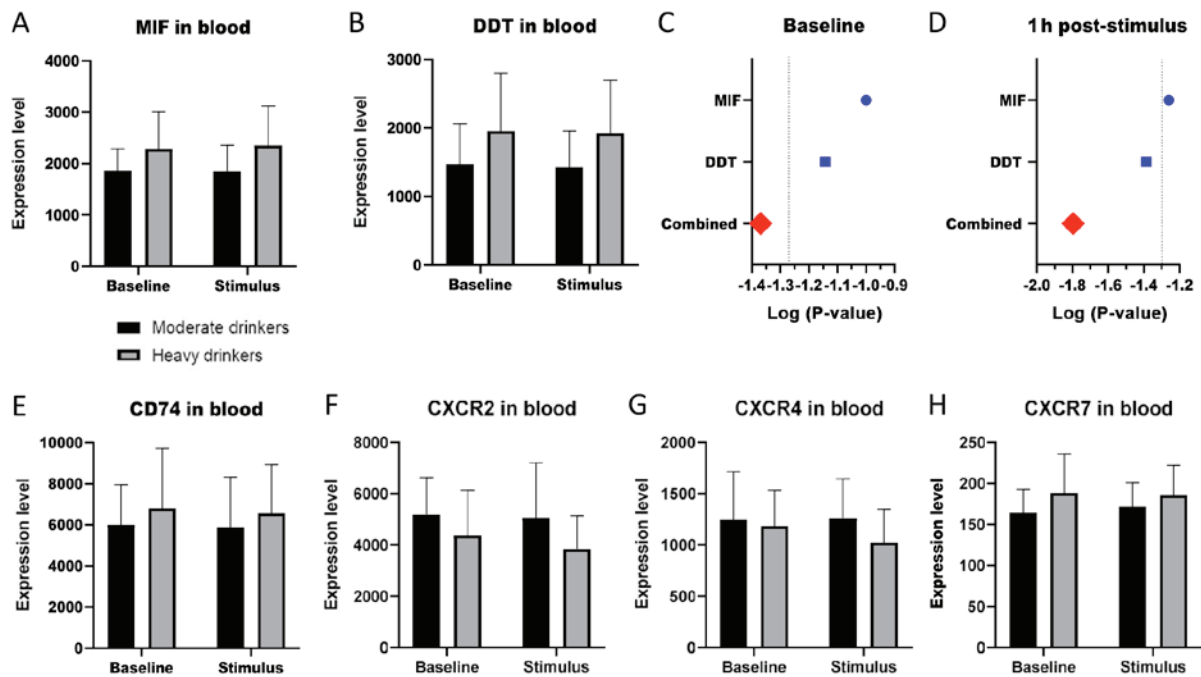 A
MIF in blood
Expression level
4000
3000
2000
1000
0
Baseline
Stimulus
Moderate drinkers
Heavy drinkers
B
DDT in blood
Expression level
3000
2000
1000
0
Baseline
Stimulus
C
Baseline
MIF
DDT
Combined
-1.4 -1.3 -1.2 -1.1 -1.0 -0.9
Log (P-value)
D
1h post-stimulus
MIF
DDT
Combined
-2.0 -1.8 -1.6 -1.4 -1.2
Log (P-value)
E
CD74 in blood
Expression level
10000
8000
6000
4000
2000
0
Baseline
Stimulus
F
CXCR2 in blood
Expression level
8000
6000
4000
2000
0
Baseline
Stimulus
G
CXCR4 in blood
Expression level
2000
1500
1000
500
0
Baseline
Stimulus
H
CXCR7 in blood
Expression level
250
200
150
100
50
0
Baseline
Stimulus